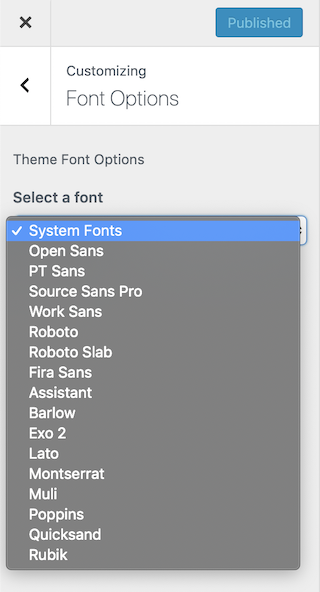 Published
Customizing
Font Options
Theme Font Options
Select a font
✓ System Fonts
Open Sans
PT Sans
Source Sans Pro
Work Sans
Roboto
Roboto Slab
Fira Sans
Assistant
Barlow
Exo 2
Lato
Montserrat
Muli
Poppins
Quicksand
Rubik